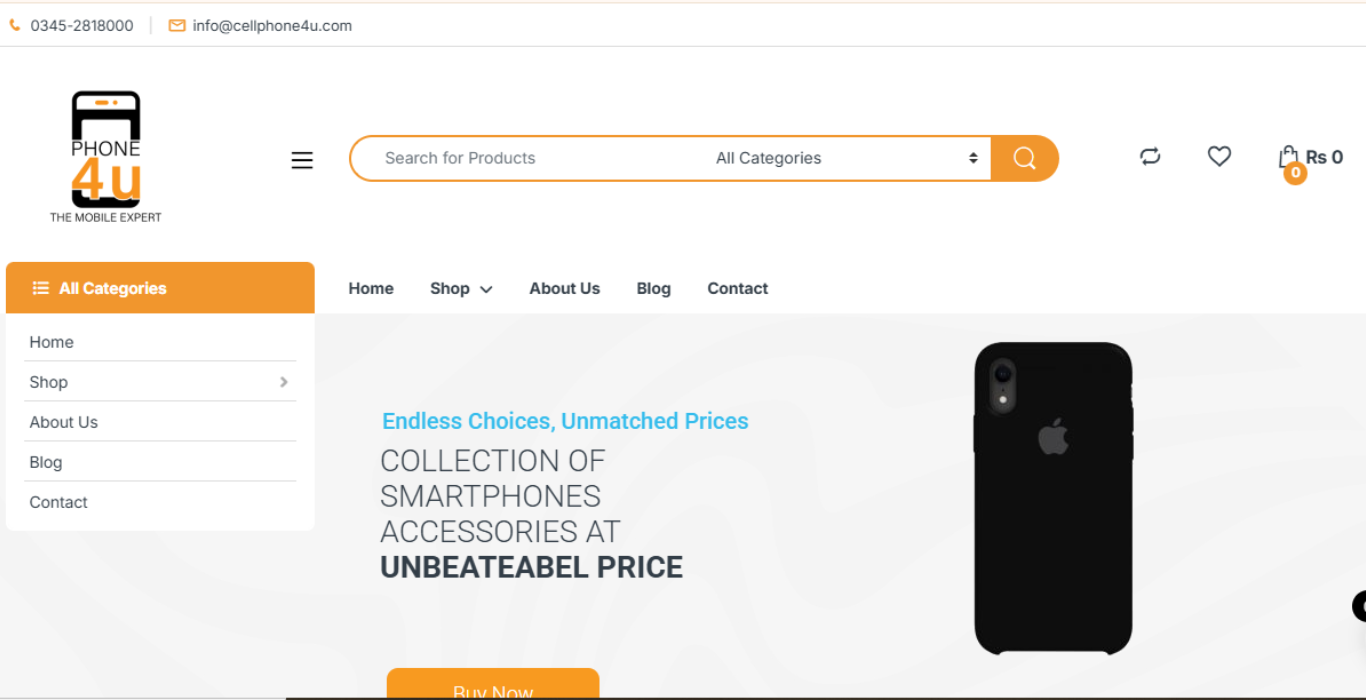 0345-2818000 info@cellphone4u.com
PHONE
4u
THE MOBILE EXPERT
Search for Products All Categories
Rs 0
0
All Categories
Home Shop About Us Blog Contact
Home
Shop
About Us
Blog
Contact
Endless Choices, Unmatched Prices
COLLECTION OF
SMARTPHONES
ACCESSORIES AT
UNBEATEABEL PRICE
Buy Now